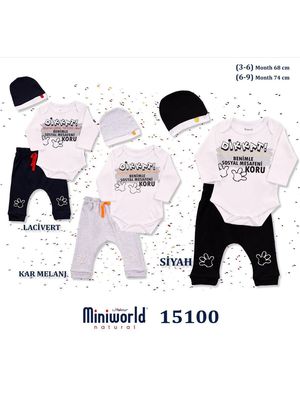 (3-6) Month 68 cm
(6-9) Month 74 cm
DİKKAT!
BENİMLE
SOSYAL MESAFENİ
KORU
DİKKAT!
BENİMLE
SOSYAL MESAFENİ
KORU
DİKKAT!
BENİMLE
SOSYAL MESAFENİ
KORU
LACİVERT
KAR MELANJ
SİYAH
Miniworld
natural
15100